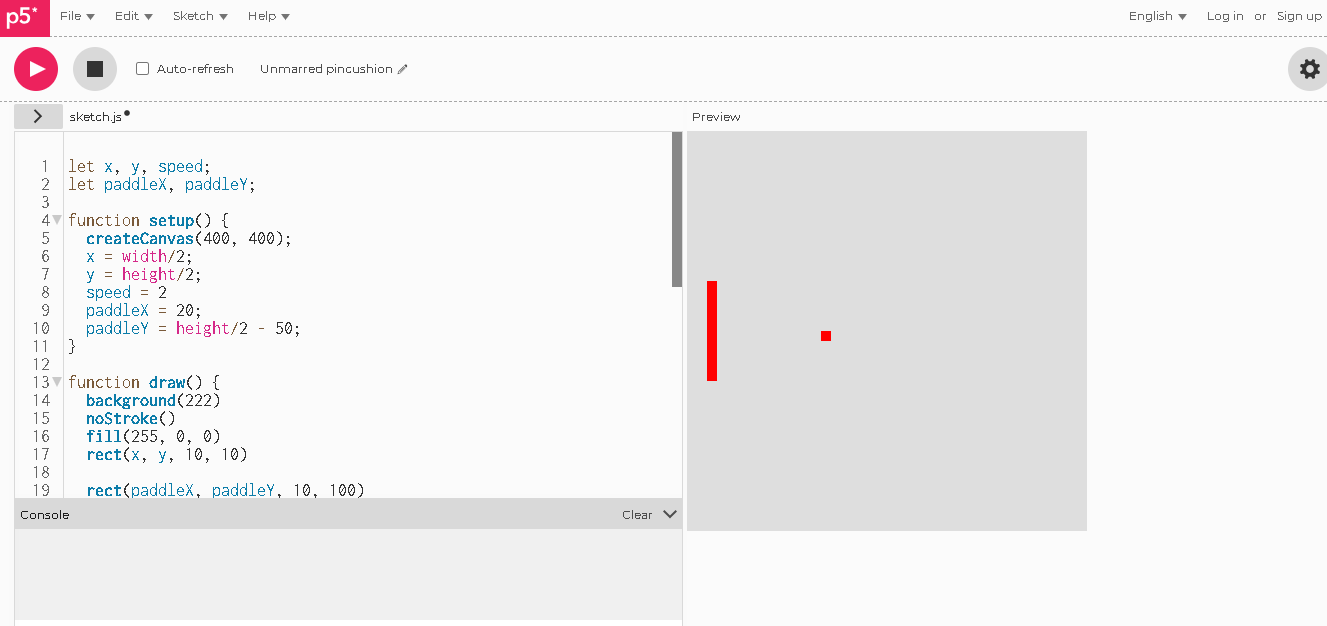 p5* File Edit Sketch Help English Log in or Sign up
Auto-refresh Unmarred pincushion
sketch.js Preview
1 let x, y, speed;
2 let paddleX, paddleY;
3
4 function setup() {
5 createCanvas(400, 400);
6 x = width/2;
7 y = height/2;
8 speed = 2
9 paddleX = 20;
10 paddleY = height/2 - 50;
11 }
12
13 function draw() {
14 background(222)
15 noStroke()
16 fill(255, 0, 0)
17 rect(x, y, 10, 10)
18
19 rect(paddleX, paddleY, 10, 100)
Console Clear